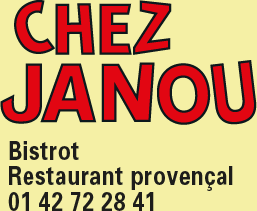 CHEZ
JANOU
Bistrot
Restaurant provençal
01 42 72 28 41